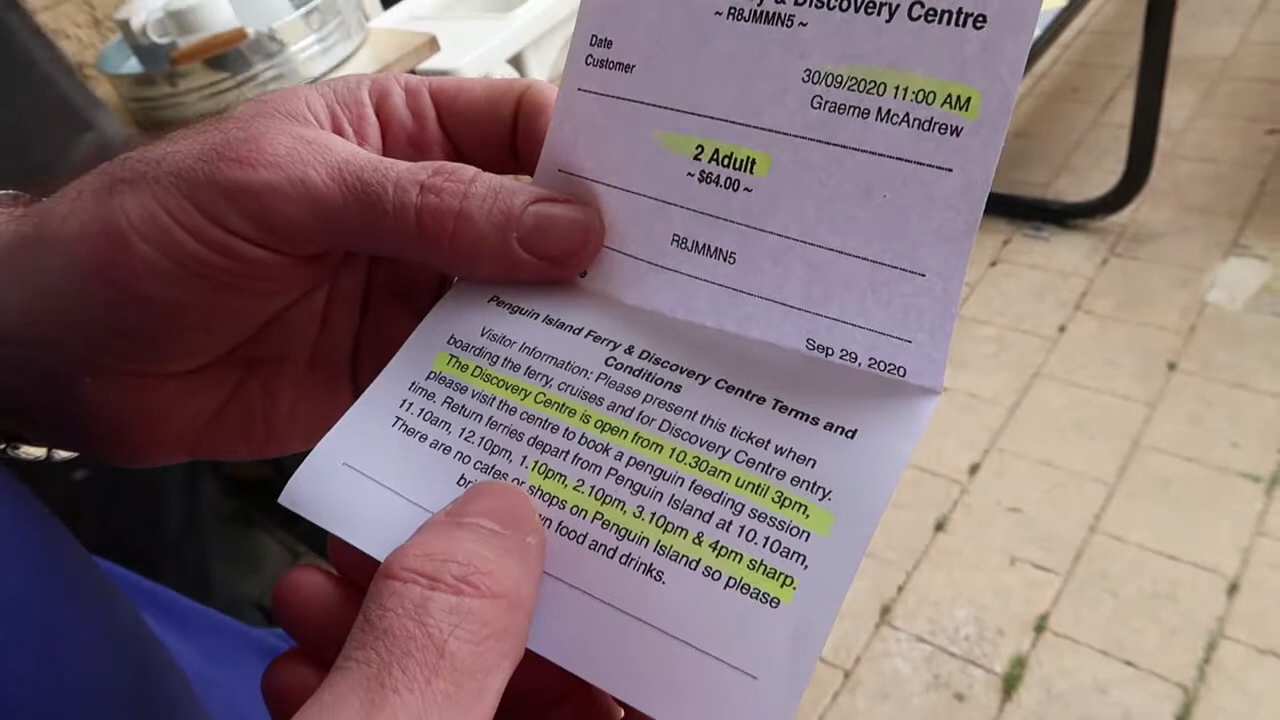 & Discovery Centre
~ R8JMMN5 ~
Date 30/09/2020 11:00 AM
Customer Graeme McAndrew
2 Adult
~ $64.00 ~
R8JMMN5
Sep 29, 2020
Penguin Island Ferry & Discovery Centre Terms and
Conditions
Visitor Information: Please present this ticket when
boarding the ferry, cruises and for Discovery Centre entry.
The Discovery Centre is open from 10.30am until 3pm,
please visit the centre to book a penguin feeding session
time. Return ferries depart from Penguin Island at 10.10am,
11.10am, 12.10pm, 1.10pm, 2.10pm, 3.10pm & 4pm sharp.
There are no cafes or shops on Penguin Island so please
food and drinks.